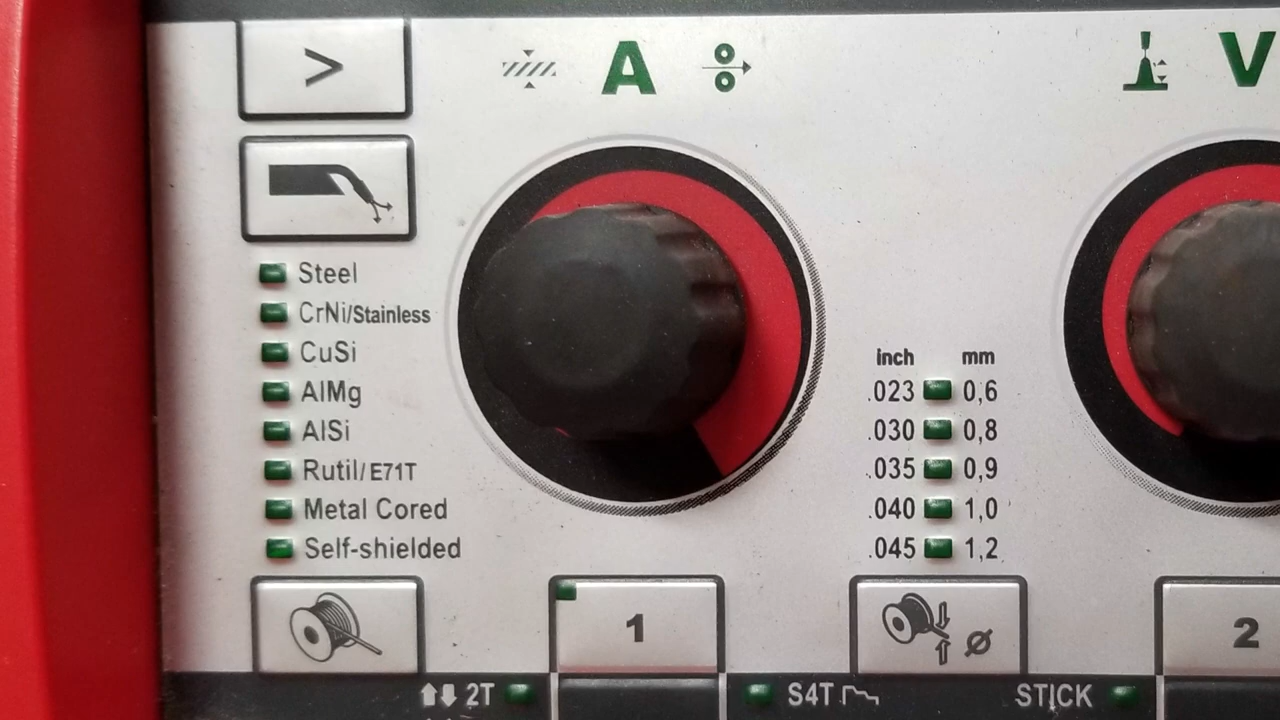 >
A
V
Steel
CrNi/Stainless
CuSi
AlMg
AlSi
Rutil/E71T
Metal Cored
Self-shielded
inch mm
.023 0,6
.030 0,8
.035 0,9
.040 1,0
.045 1,2
1
Ø
2
2T
S4T
STICK